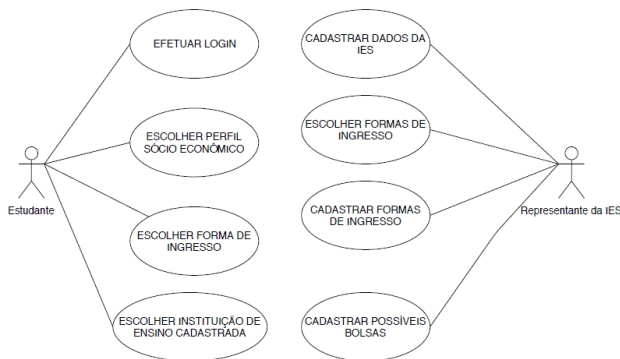 EFETUAR LOGIN
CADASTRAR DADOS DA
IES
ESCOLHER PERFIL
SÓCIO ECONÔMICO
ESCOLHER FORMAS DE
INGRESSO
Estudante
Representante da IES
ESCOLHER FORMA DE
INGRESSO
CADASTRAR FORMAS
DE INGRESSO
ESCOLHER INSTITUIÇÃO DE
ENSINO CADASTRADA
CADASTRAR POSSÍVEIS
BOLSAS